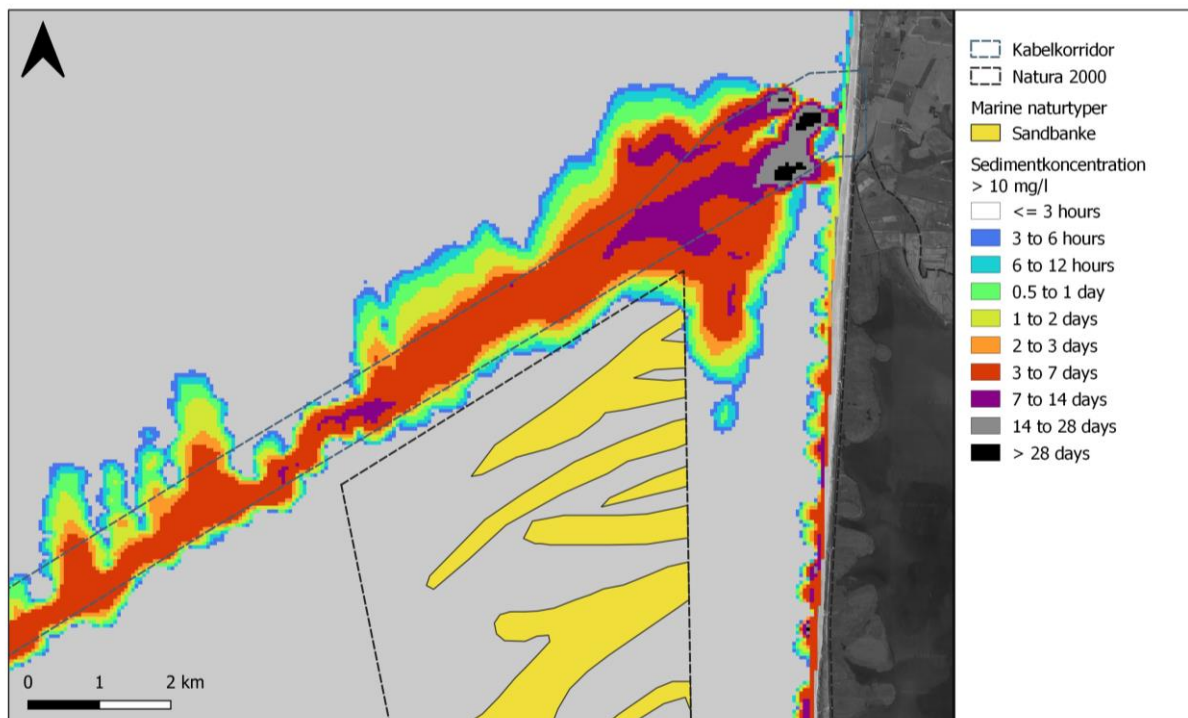 Kabelkorridor
Natura 2000
Marine naturtyper
Sandbanke
Sedimentkoncentration
> 10 mg/l
<= 3 hours
3 to 6 hours
6 to 12 hours
0.5 to 1 day
1 to 2 days
2 to 3 days
3 to 7 days
7 to 14 days
14 to 28 days
> 28 days
0 1 2 km